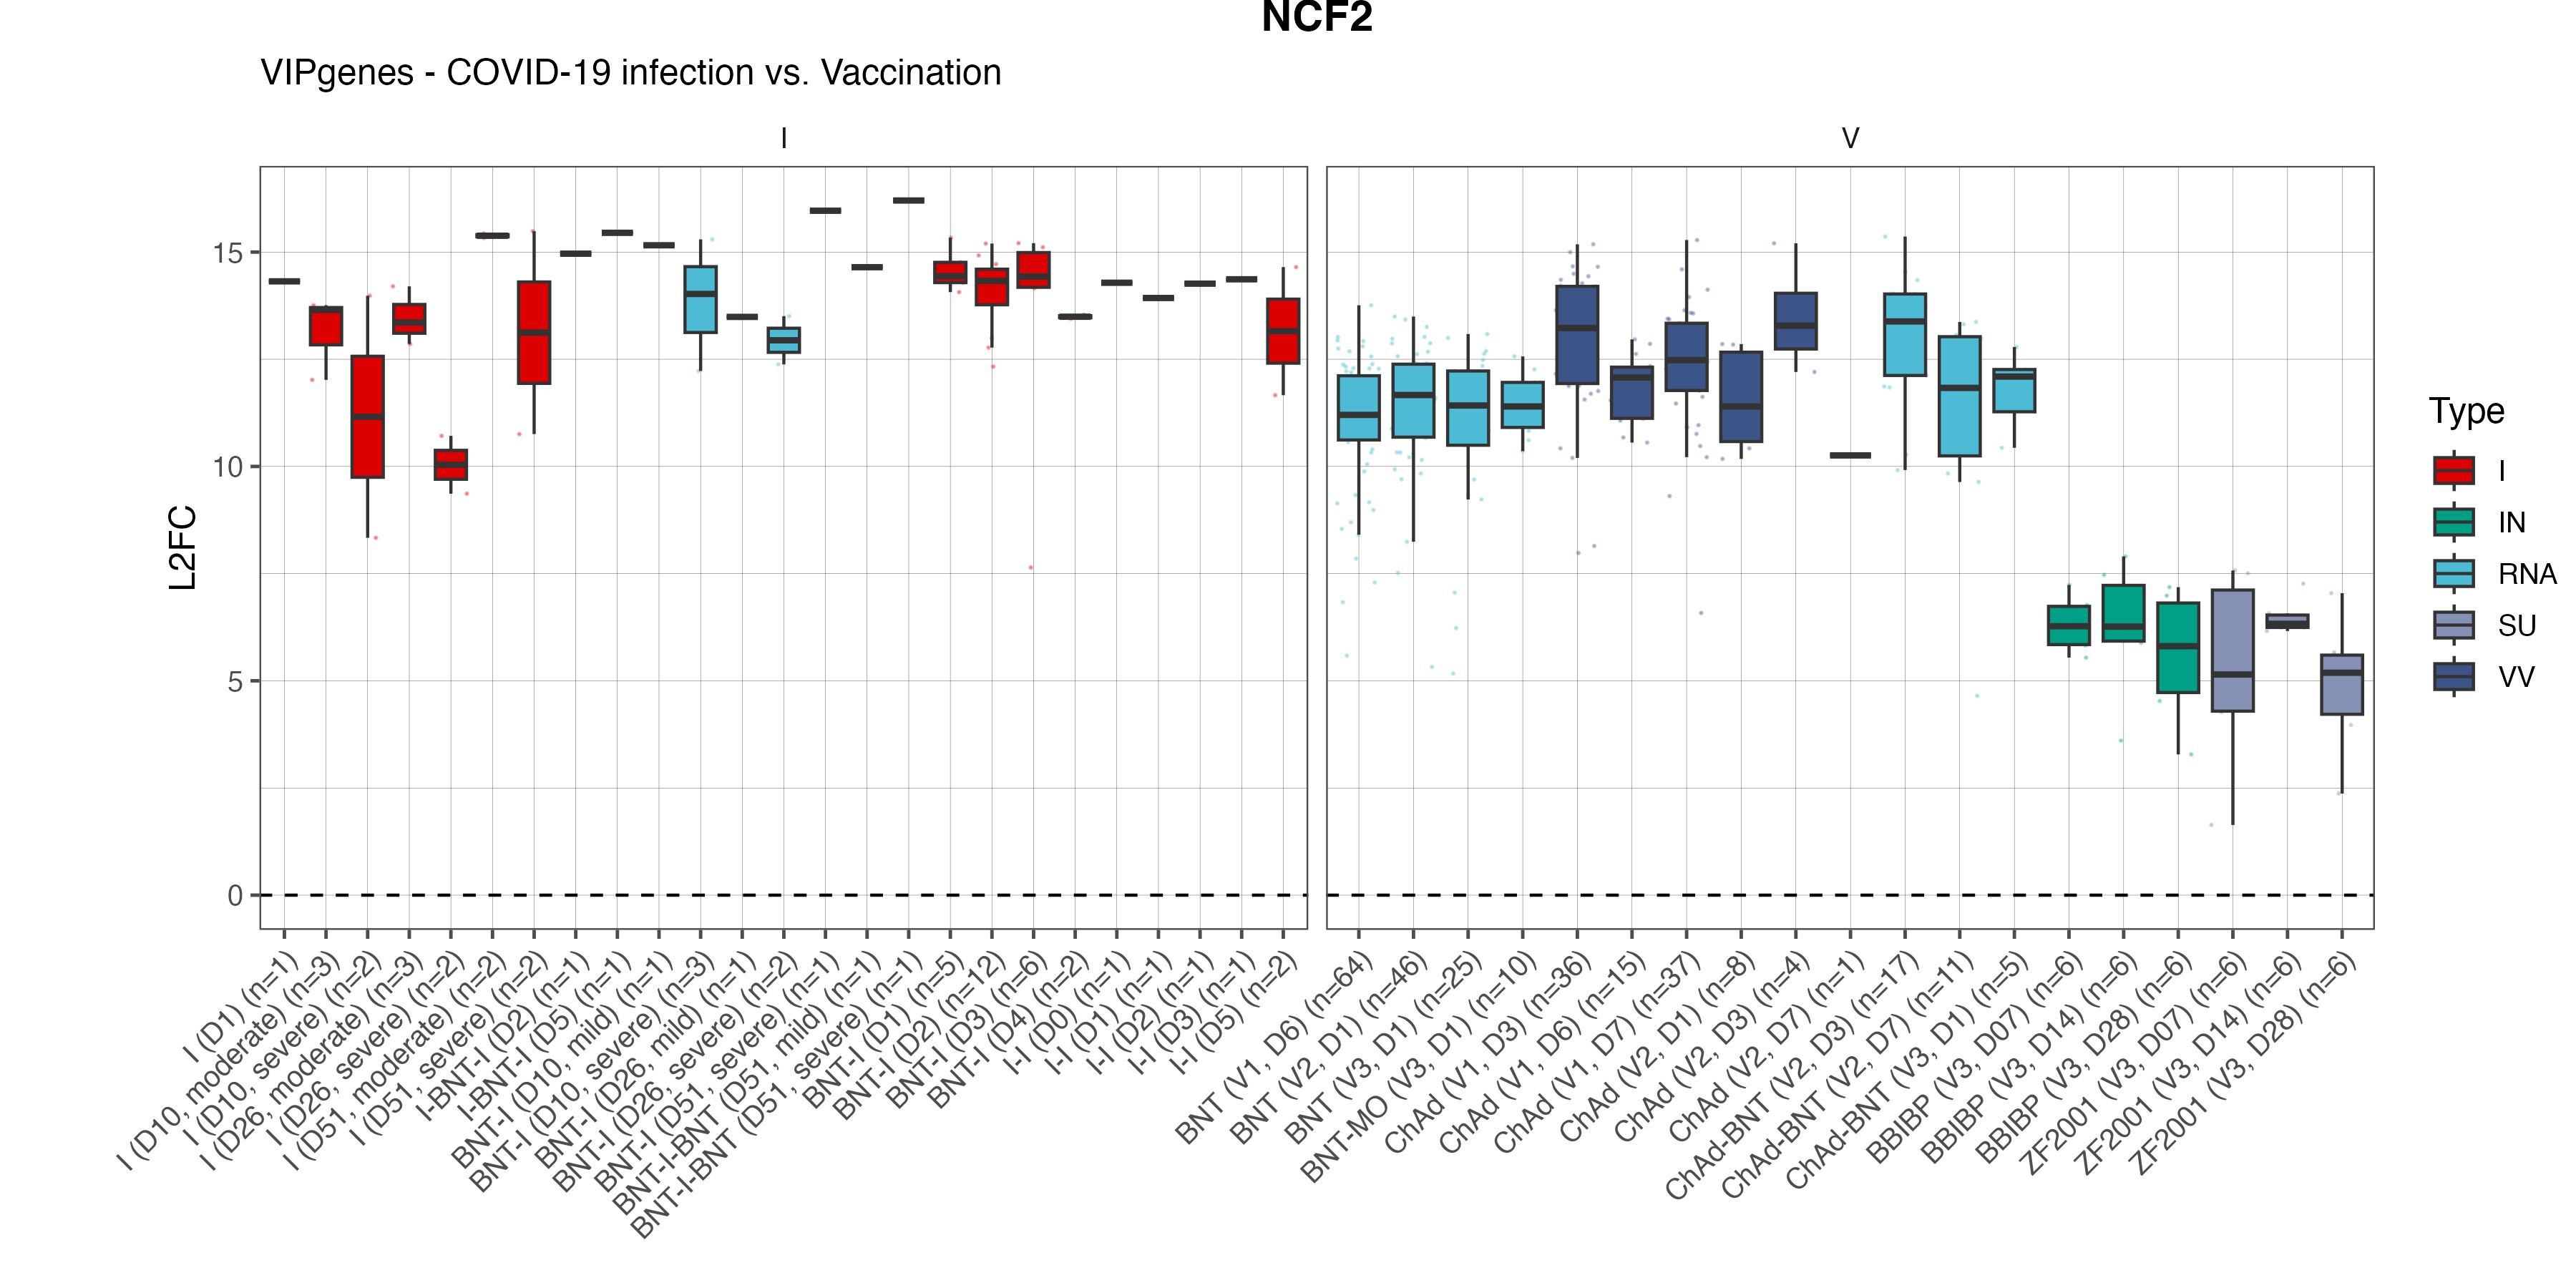 NCF2
VIPgenes - COVID-19 infection vs. Vaccination
I
V
L2FC
15
10
5
0
I (D1) (n=1)
I (D10, moderate) (n=3)
I (D10, severe) (n=2)
I (D26, moderate) (n=3)
I (D26, severe) (n=2)
I (D51, moderate) (n=2)
I (D51, severe) (n=2)
I-BNT-I (D2) (n=1)
I-BNT-I (D5) (n=1)
BNT-I (D10, mild) (n=1)
BNT-I (D10, severe) (n=3)
BNT-I (D26, mild) (n=1)
BNT-I (D26, severe) (n=2)
BNT-I (D51, severe) (n=1)
BNT-I-BNT (D51, mild) (n=1)
BNT-I-BNT (D51, severe) (n=1)
BNT-I (D1) (n=5)
BNT-I (D2) (n=12)
BNT-I (D3) (n=6)
BNT-I (D4) (n=2)
I-I (D0) (n=1)
I-I (D1) (n=1)
I-I (D2) (n=1)
I-I (D3) (n=1)
I-I (D5) (n=2)
BNT (V1, D6) (n=64)
BNT (V2, D1) (n=46)
BNT (V3, D1) (n=25)
BNT-MO (V3, D1) (n=10)
ChAd (V1, D3) (n=36)
ChAd (V1, D6) (n=15)
ChAd (V1, D7) (n=37)
ChAd (V2, D1) (n=8)
ChAd (V2, D3) (n=4)
ChAd (V2, D7) (n=1)
ChAd-BNT (V2, D3) (n=17)
ChAd-BNT (V2, D7) (n=11)
ChAd-BNT (V3, D1) (n=5)
BBIBP (V3, D07) (n=6)
BBIBP (V3, D14) (n=6)
BBIBP (V3, D28) (n=6)
ZF2001 (V3, D07) (n=6)
ZF2001 (V3, D14) (n=6)
ZF2001 (V3, D28) (n=6)
Type
I
IN
RNA
SU
VV